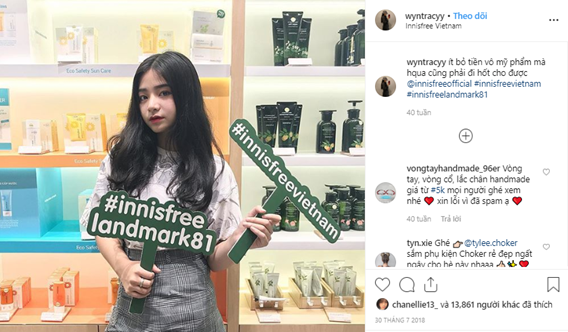 wyntracyy • Theo dõi
Innisfree Vietnam
wyntracyy ít bỏ tiền vô mỹ phẩm mà
hqua cũng phải đi hốt cho được
@innisfreeofficial #innisfreevietnam
#innisfreelandmark81
40 tuần
vongtayhandmade_96er Vòng
tay, vòng cổ, lắc chân handmade
giá từ #5k mọi người ghé xem
nhé ❤ xin lỗi vì đã spam ạ ❤
40 tuần Trả lời
tyn.xie Ghé 👉 @tylee.choker
sắm phụ kiện Choker rẻ đẹp ngất
ngây cho hè này nhaaa
chanellie13_ và 13,861 người khác đã thích
30 THÁNG 7 2018
Eco Safety Sun Care
Eco Safety
#innisfreevietnam
#innisfree
landmark81